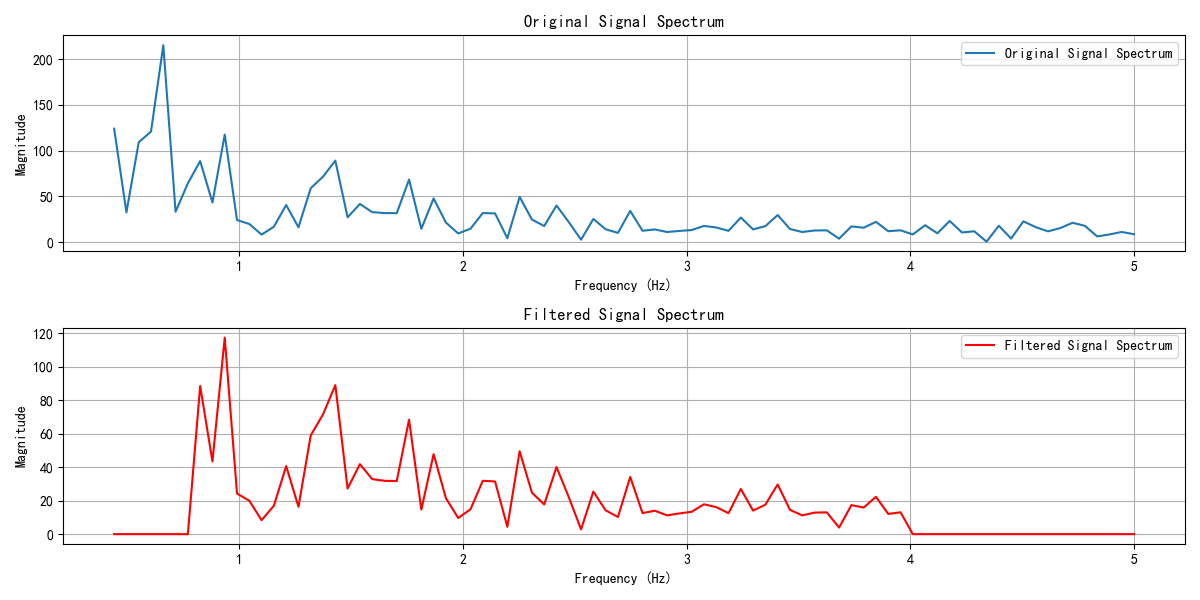 Original Signal Spectrum
Original Signal Spectrum
Magnitude
200
150
100
50
0
1 2 3 4 5
Frequency (Hz)
Filtered Signal Spectrum
Filtered Signal Spectrum
Magnitude
120
100
80
60
40
20
0
1 2 3 4 5
Frequency (Hz)